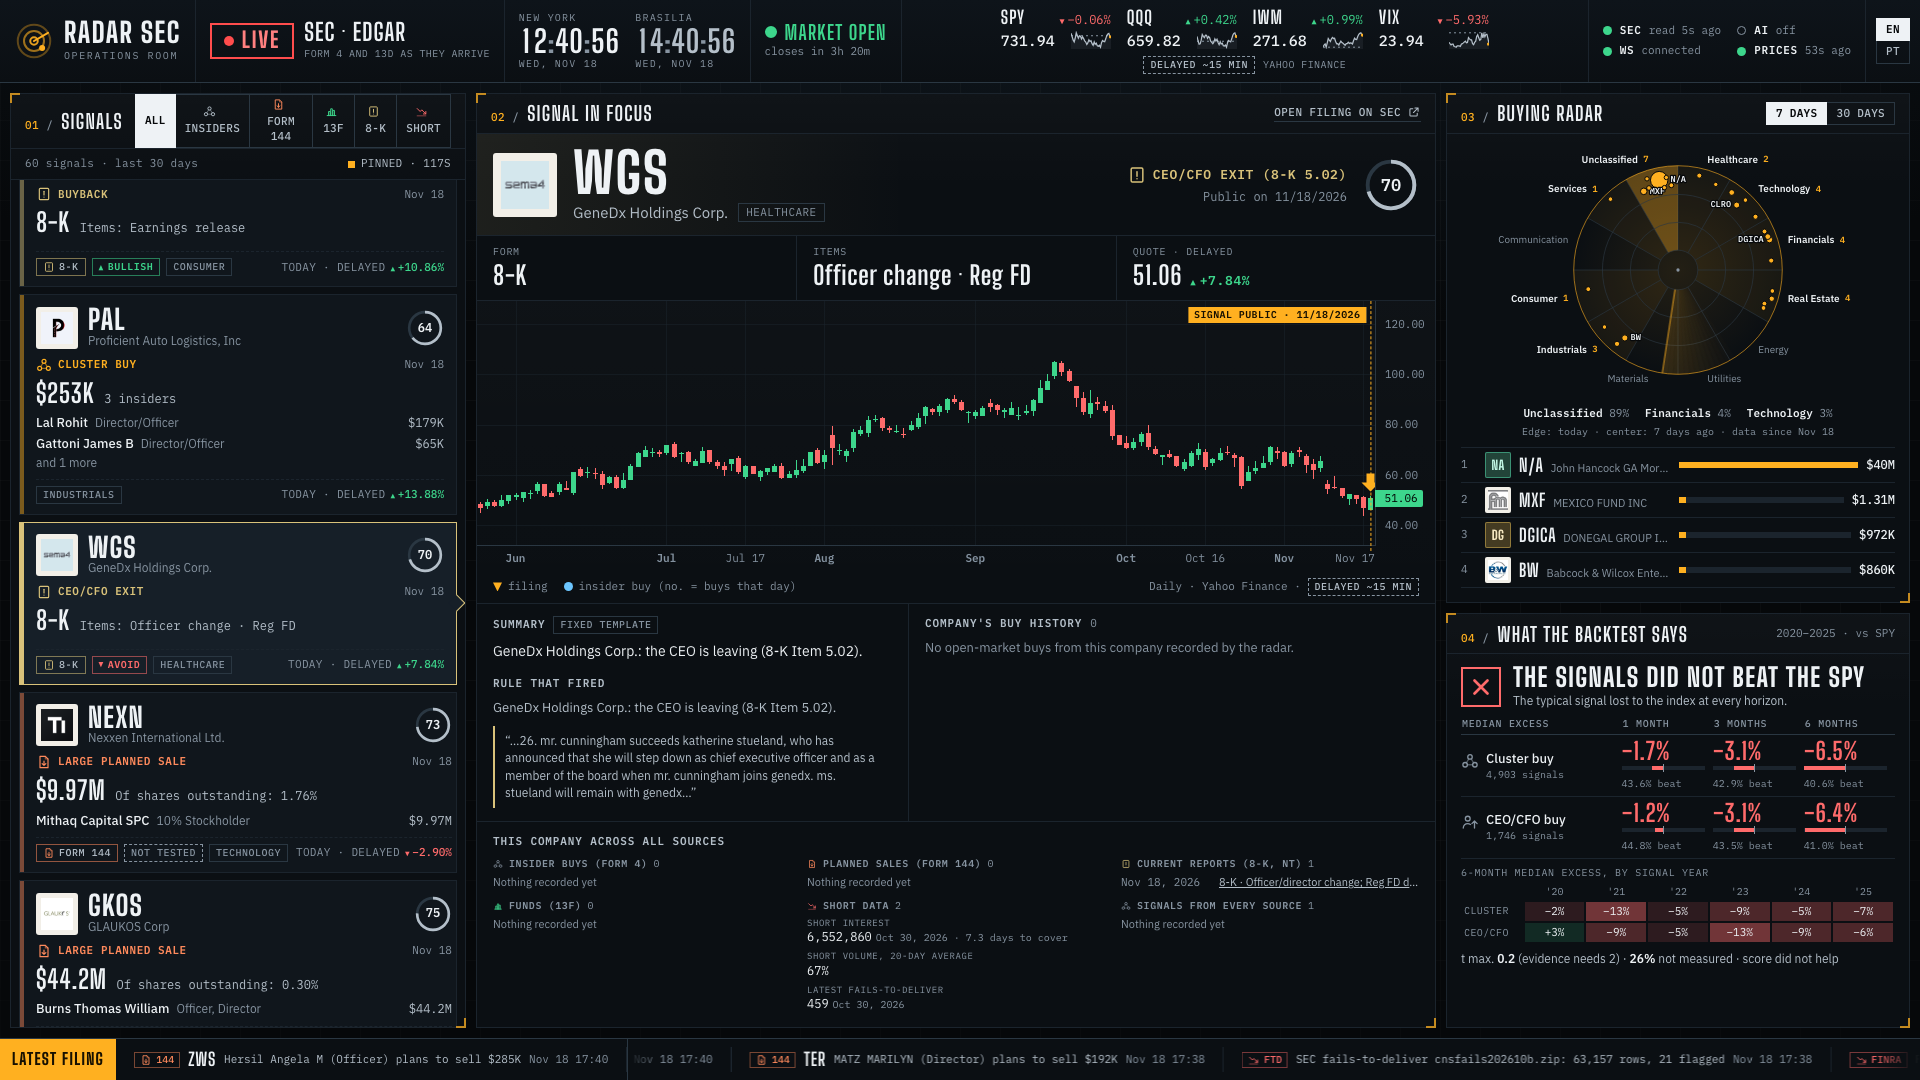 RADAR SEC
OPERATIONS ROOM
LIVE
SEC · EDGAR
FORM 4 AND 13D AS THEY ARRIVE
NEW YORK
12:40:56
WED, NOV 18
BRASILIA
14:40:56
WED, NOV 18
MARKET OPEN
closes in 3h 20m
SPY ▼−0.06%
731.94
QQQ ▲+0.42%
659.82
IWM ▲+0.99%
271.68
VIX ▼−5.93%
23.94
DELAYED ~15 MIN YAHOO FINANCE
SEC read 5s ago
AI off
WS connected
PRICES 53s ago
EN
PT
01 / SIGNALS
ALL
INSIDERS
FORM 144
13F
8-K
SHORT
60 signals · last 30 days
PINNED · 117S
BUYBACK Nov 18
8-K Items: Earnings release
8-K ▲BULLISH CONSUMER TODAY · DELAYED ▲+10.86%
PAL
Proficient Auto Logistics, Inc
64
CLUSTER BUY Nov 18
$253K 3 insiders
Lal Rohit Director/Officer $179K
Gattoni James B Director/Officer $65K
and 1 more
INDUSTRIALS TODAY · DELAYED ▲+13.88%
sema4
WGS
GeneDx Holdings Corp.
70
CEO/CFO EXIT Nov 18
8-K Items: Officer change · Reg FD
8-K ▼AVOID HEALTHCARE TODAY · DELAYED ▲+7.84%
NEXN
Nexxen International Ltd.
73
LARGE PLANNED SALE Nov 18
$9.97M Of shares outstanding: 1.76%
Mithaq Capital SPC 10% Stockholder $9.97M
FORM 144 NOT TESTED TECHNOLOGY TODAY · DELAYED ▼−2.90%
GLAUKOS
GKOS
GLAUKOS Corp
75
LARGE PLANNED SALE Nov 18
$44.2M Of shares outstanding: 0.30%
Burns Thomas William Officer, Director $44.2M
02 / SIGNAL IN FOCUS
OPEN FILING ON SEC
sema4
WGS
GeneDx Holdings Corp. HEALTHCARE
CEO/CFO EXIT (8-K 5.02)
Public on 11/18/2026
70
FORM
8-K
ITEMS
Officer change · Reg FD
QUOTE · DELAYED
51.06 ▲+7.84%
SIGNAL PUBLIC · 11/18/2026
120.00
100.00
80.00
60.00
51.06
40.00
Jun Jul Jul 17 Aug Sep Oct Oct 16 Nov Nov 17
filing insider buy (no. = buys that day)
Daily · Yahoo Finance · DELAYED ~15 MIN
SUMMARY FIXED TEMPLATE
GeneDx Holdings Corp.: the CEO is leaving (8-K Item 5.02).
RULE THAT FIRED
GeneDx Holdings Corp.: the CEO is leaving (8-K Item 5.02).
“...26. mr. cunningham succeeds katherine stueland, who has
announced that she will step down as chief executive officer and as a
member of the board when mr. cunningham joins genedx. ms.
stueland will remain with genedx...”
COMPANY'S BUY HISTORY 0
No open-market buys from this company recorded by the radar.
THIS COMPANY ACROSS ALL SOURCES
INSIDER BUYS (FORM 4) 0
Nothing recorded yet
FUNDS (13F) 0
Nothing recorded yet
PLANNED SALES (FORM 144) 0
Nothing recorded yet
SHORT DATA 2
SHORT INTEREST
6,552,860 Oct 30, 2026 · 7.3 days to cover
SHORT VOLUME, 20-DAY AVERAGE
67%
LATEST FAILS-TO-DELIVER
459 Oct 30, 2026
CURRENT REPORTS (8-K, NT) 1
Nov 18, 2026 8-K · Officer/director change; Reg FD d...
SIGNALS FROM EVERY SOURCE 1
Nothing recorded yet
03 / BUYING RADAR
7 DAYS
30 DAYS
Unclassified 7
Healthcare 2
Services 1
Technology 4
Communication
Financials 4
Consumer 1
Real Estate 4
Industrials 3
Energy
Materials
Utilities
N/A
MXF
CLRO
DGICA
BW
Unclassified 89% Financials 4% Technology 3%
Edge: today · center: 7 days ago · data since Nov 18
1 NA N/A John Hancock GA Mor... $40M
2 MXF MEXICO FUND INC $1.31M
3 DG DGICA DONEGAL GROUP I... $972K
4 B&W BW Babcock & Wilcox Ente... $860K
04 / WHAT THE BACKTEST SAYS
2020–2025 · vs SPY
THE SIGNALS DID NOT BEAT THE SPY
The typical signal lost to the index at every horizon.
MEDIAN EXCESS 1 MONTH 3 MONTHS 6 MONTHS
Cluster buy
4,903 signals
−1.7% −3.1% −6.5%
43.6% beat 42.9% beat 40.6% beat
CEO/CFO buy
1,746 signals
−1.2% −3.1% −6.4%
44.8% beat 43.5% beat 41.0% beat
6-MONTH MEDIAN EXCESS, BY SIGNAL YEAR
'20 '21 '22 '23 '24 '25
CLUSTER −2% −13% −5% −9% −5% −7%
CEO/CFO +3% −9% −5% −13% −9% −6%
t max. 0.2 (evidence needs 2) · 26% not measured · score did not help
LATEST FILING
144 ZWS Hersil Angela M (Officer) plans to sell $285K Nov 18 17:40
Nov 18 17:40
144 TER MATZ MARILYN (Director) plans to sell $192K Nov 18 17:38
FTD SEC fails-to-deliver cnsfails202610b.zip: 63,157 rows, 21 flagged Nov 18 17:38
FINRA